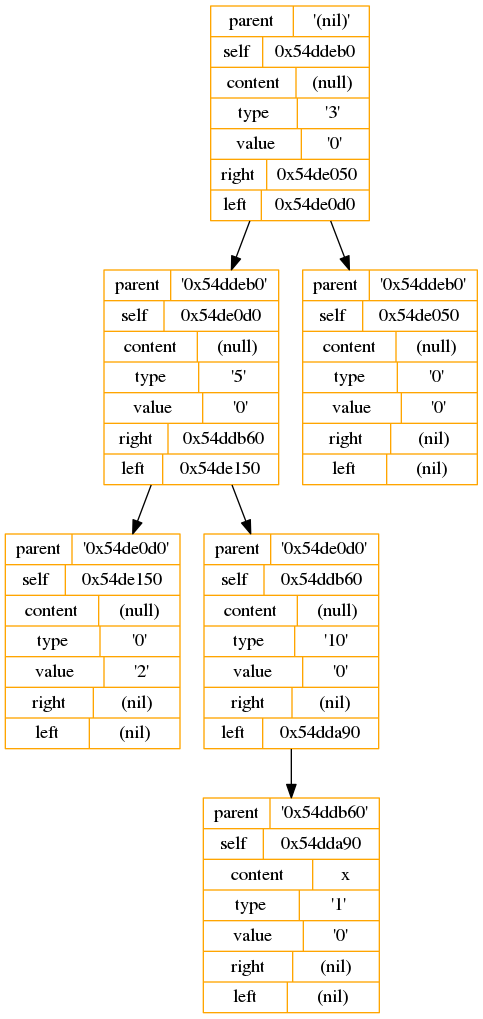 parent '(nil)'
self 0x54ddeb0
content (null)
type '3'
value '0'
right 0x54de050
left 0x54de0d0
parent '0x54ddeb0'
self 0x54de0d0
content (null)
type '5'
value '0'
right 0x54ddb60
left 0x54de150
parent '0x54ddeb0'
self 0x54de050
content (null)
type '0'
value '0'
right (nil)
left (nil)
parent '0x54de0d0'
self 0x54de150
content (null)
type '0'
value '2'
right (nil)
left (nil)
parent '0x54de0d0'
self 0x54ddb60
content (null)
type '10'
value '0'
right (nil)
left 0x54dda90
parent '0x54ddb60'
self 0x54dda90
content x
type '1'
value '0'
right (nil)
left (nil)